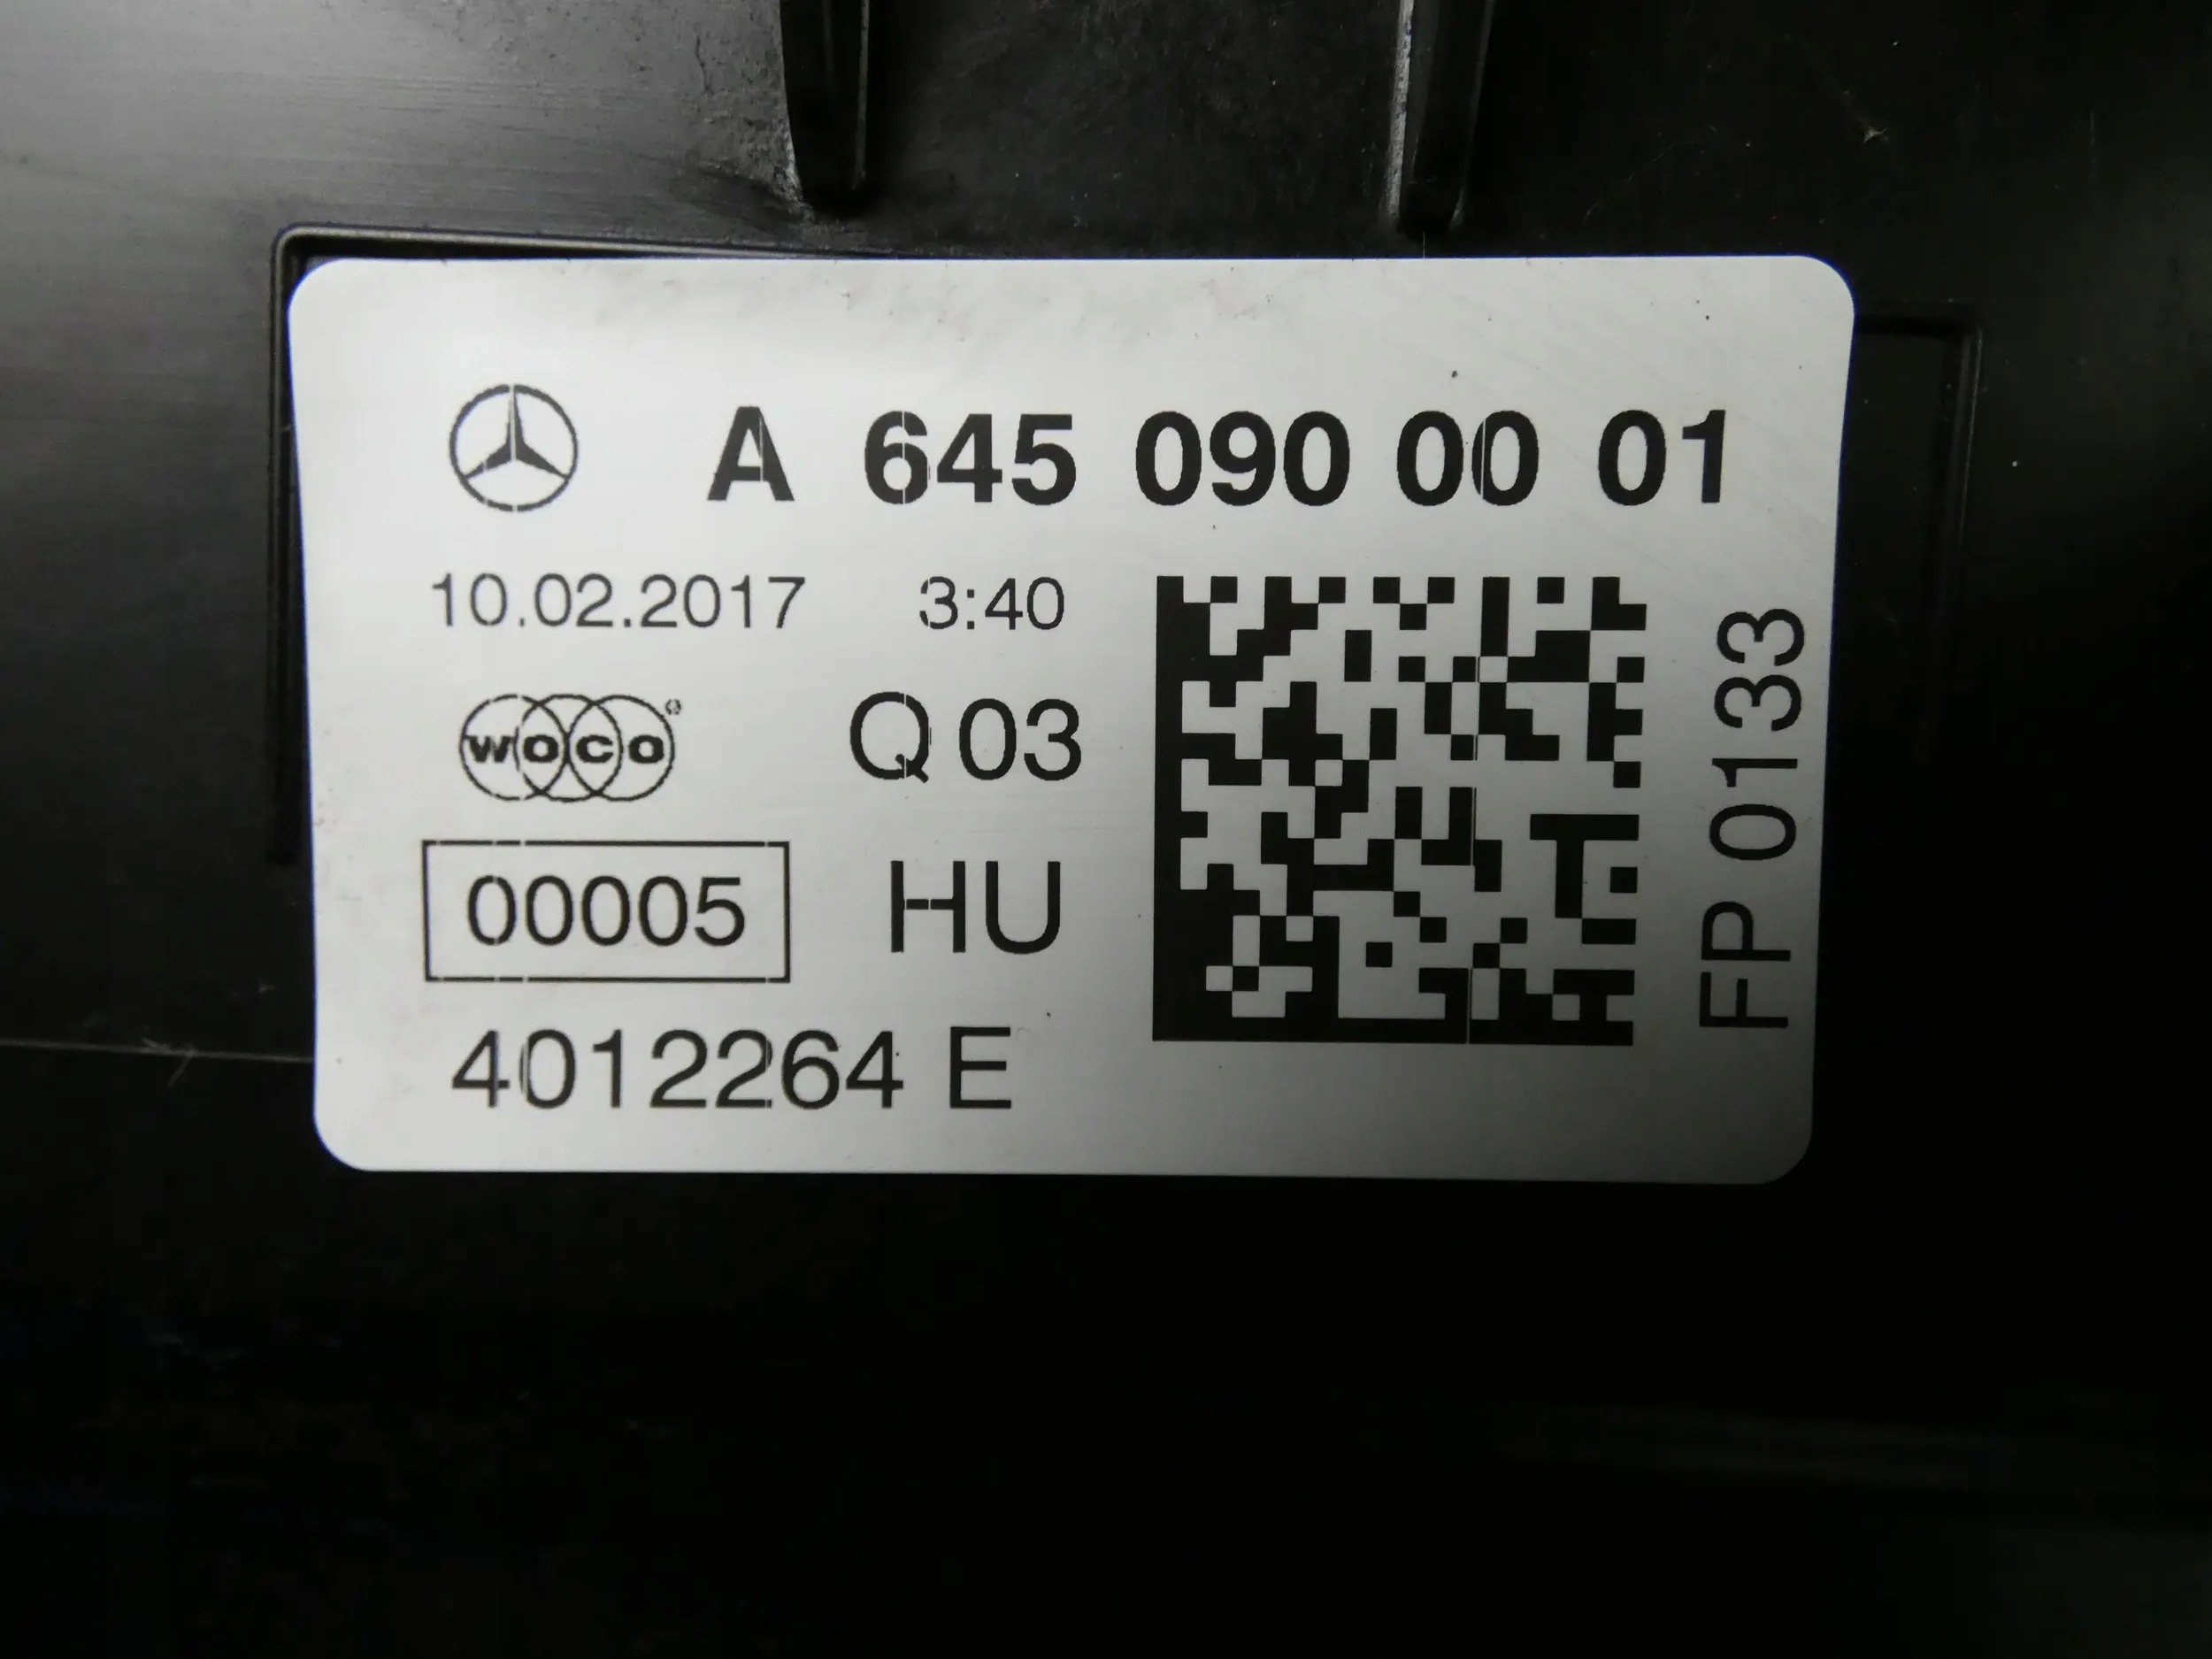 A 645 090 00 01
10.02.2017 3:40
woco® Q 03
00005 HU
4012264 E
FP 0133